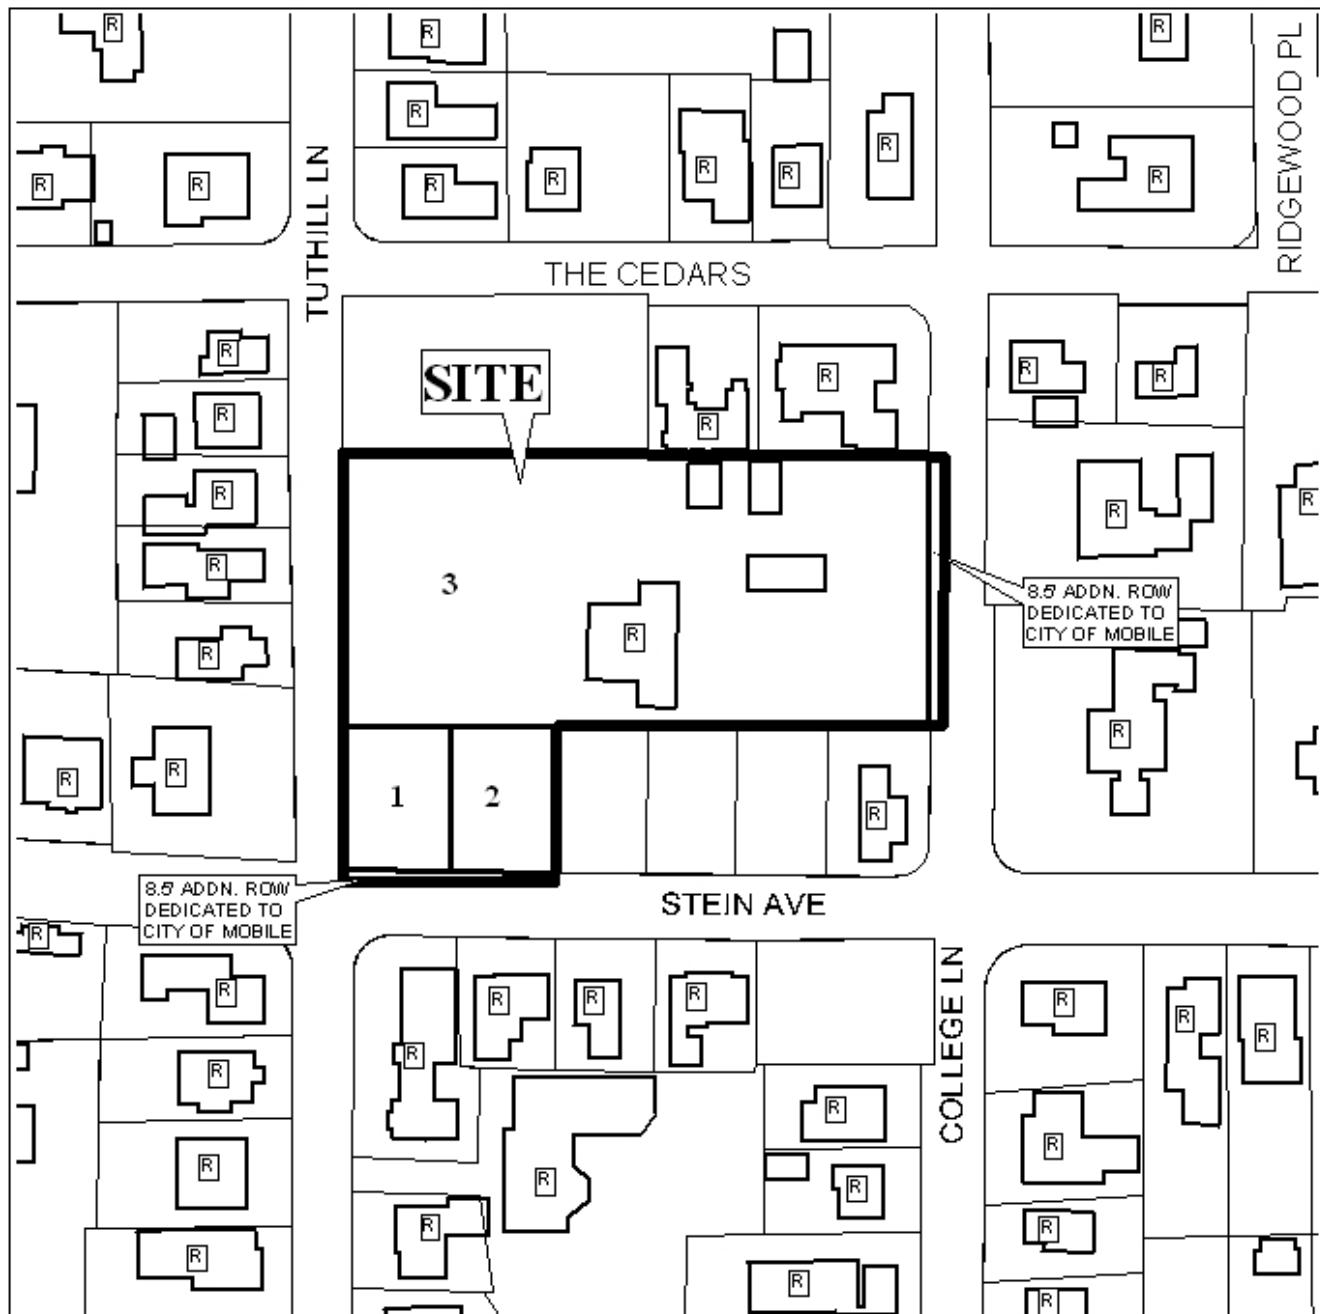 R
R
R
RIDGEWOOD PL
R
R
R
R
R
R
R
R
R
R
TUTHILL LN
THE CEDARS
R
SITE
R
R
R
R
R
R
R
R
R
R
3
8.5' ADDN. ROW
DEDICATED TO
CITY OF MOBILE
R
R
R
R
R
R
1
2
R
8.5' ADDN. ROW
DEDICATED TO
CITY OF MOBILE
STEIN AVE
R
R
R
R
R
R
R
R
COLLEGE LN
R
R
R
R
R
R
R
R
R
R
R
R
R